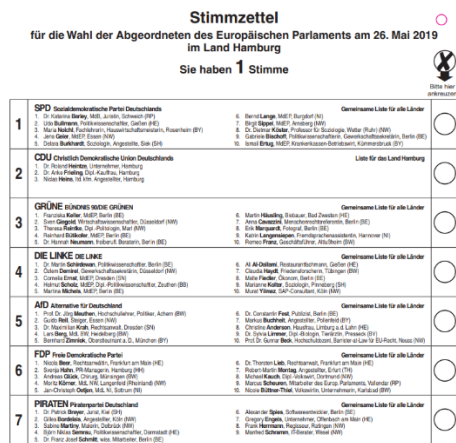 Stimmzettel
für die Wahl der Abgeordneten des Europäischen Parlaments am 26. Mai 2019
im Land Hamburg
Sie haben 1 Stimme
Bitte hier
ankreuzen
1
SPD Sozialdemokratische Partei Deutschlands
Gemeinsame Liste für alle Länder
1. Dr. Katarina Barley, MdB, Juristin, Schweich (RP)
2. Udo Bullmann, Politikwissenschaftler, Gießen (HE)
3. Maria Noichl, Fachlehrerin, Hauswirtschaftsmeisterin, Rosenheim (BY)
4. Jens Geier, MdEP, Essen (NW)
5. Delara Burkhardt, Soziologin, Angestellte, Siek (SH)
6. Bernd Lange, MdEP, Burgdorf (NI)
7. Birgit Sippel, MdEP, Arnsberg (NW)
8. Dr. Dietmar Köster, Professor für Soziologie, Wetter (Ruhr) (NW)
9. Gabriele Bischoff, Politikwissenschaftlerin, Gewerkschaftssekretärin, Berlin (BE)
10. Ismail Ertug, MdEP, Krankenkassen-Betriebswirt, Kümmersbruck (BY)
2
CDU Christlich Demokratische Union Deutschlands
Liste für das Land Hamburg
1. Dr. Roland Heintze, Unternehmer, Hamburg
2. Dr. Anke Frieling, Dipl.-Kauffrau, Hamburg
3. Niclas Heins, Hamburg
3
GRÜNE BÜNDNIS 90/DIE GRÜNEN
Gemeinsame Liste für alle Länder
1. Franziska Keller, MdEP, Berlin (BE)
2. Sven Giegold, Wirtschaftswissenschaftler, Düsseldorf (NW)
3. Theresa Reintke, Dipl.-Politologin, Marl (NW)
4. Reinhard Bütikofer, MdEP, Berlin (BE)
5. Dr. Hannah Neumann, freiberufl. Beraterin, Berlin (BE)
6. Martin Häusling, Biobauer, Bad Zwesten (HE)
7. Anna Cavazzini, Menschenrechtsreferentin, Berlin (BE)
8. Erik Marquardt, Fotograf, Berlin (BE)
9. Katrin Langensiepen, Fremdsprachenassistentin, Hannover (NI)
10. Romeo Franz, Geschäftsführer, Altlußheim (BW)
4
DIE LINKE DIE LINKE
Gemeinsame Liste für alle Länder
1. Dr. Martin Schirdewan, Politikwissenschaftler, Berlin (BE)
2. Özlem Demirel, Gewerkschaftssekretärin, Düsseldorf (NW)
3. Cornelia Ernst, MdEP, Dresden (SN)
4. Helmut Scholz, MdEP, Dipl.-Politikwissenschaftler, Zeuthen (BB)
5. Martina Michels, MdEP, Berlin (BE)
6. Ali Al-Dailami, Restaurantfachmann, Gießen (HE)
7. Claudia Haydt, Friedensforscherin, Tübingen (BW)
8. Malte Fiedler, Ökonom, Berlin (BE)
9. Marianne Kolter, Soziologin, Pinneberg (SH)
10. Murat Yilmaz, SAP-Consultant, Köln (NW)
5
AfD Alternative für Deutschland
Gemeinsame Liste für alle Länder
1. Prof. Dr. Jörg Meuthen, Hochschullehrer, Politiker, Achern (BW)
2. Guido Reil, Steiger, Essen (NW)
3. Dr. Maximilian Krah, Rechtsanwalt, Dresden (SN)
4. Lars Berg, NW, Heidelberg (BW)
5. Bernhard Zimniok, Oberstleutnant a. D., München (BY)
6. Dr. Constantin Fest, Publizist, Berlin (BE)
7. Markus Buchheit, Angestellter, (BY)
8. Christine Anderson, Hausfrau, Limburg a.d. Lahn (HE)
9. Dr. Sylvia Limmer, Dipl.-Biologin, Tierärztin, Presseck (BY)
10. Prof. Dr. Gunnar Beck, Hochschuldozent, Barrister-at-Law für EU-Recht, Neuss (NW)
6
FDP Freie Demokratische Partei
Gemeinsame Liste für alle Länder
1. Nicola Beer, Rechtsanwältin, Frankfurt am Main (HE)
2. Svenja Hahn, PR-Managerin, Hamburg (HH)
3. Andreas Glück, Chirurg, Münsingen (BW)
4. Moritz Körner, MdL NW, Langenfeld (Rheinland) (NW)
5. Jan-Christoph Oetjen, MdL NI, Sottrum (NI)
6. Dr. Thorsten Lieb, Rechtsanwalt, Frankfurt am Main (HE)
7. Robert-Martin Montag, Angestellter, Erfurt (TH)
8. Michael Kauch, Dipl.-Volkswirt, Dortmund (NW)
9. Marcus Scheuren, Mitarbeiter des Europ. Parlaments, Vallendar (RP)
10. Nicole Büttner-Thiel, Volkswirtin, Unternehmerin, Karlsbad (BW)
7
PIRATEN Piratenpartei Deutschland
Gemeinsame Liste für alle Länder
1. Dr. Patrick Breyer, Jurist, Kiel (SH)
2. Gilles Bordelais, Angestellter, Köln (NW)
3. Sabine Martiny, Malerin, Delbrück (NW)
4. Björn Niklas Semrau, Politikwissenschaftler, Darmstadt (HE)
5. Dr. Franz Josef Schmitt, wiss. Mitarbeiter, Berlin (BE)
6. Alexander Spies, Softwareentwickler, Berlin (BE)
7. Gregory Engels, Unternehmer, Offenbach am Main (HE)
8. Frank Herrmann, Regisseur, Ratingen (NW)
9. Manfred Schramm, IT-Berater, Wesel (NW)